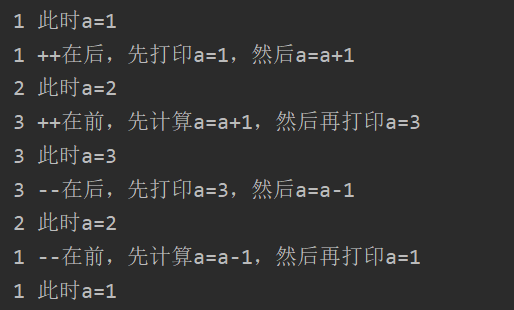 1 此时a=1
1 ++在后，先打印a=1，然后a=a+1
2 此时a=2
3 ++在前，先计算a=a+1，然后再打印a=3
3 此时a=3
3 --在后，先打印a=3，然后a=a-1
2 此时a=2
1 --在前，先计算a=a-1，然后再打印a=1
1 此时a=1